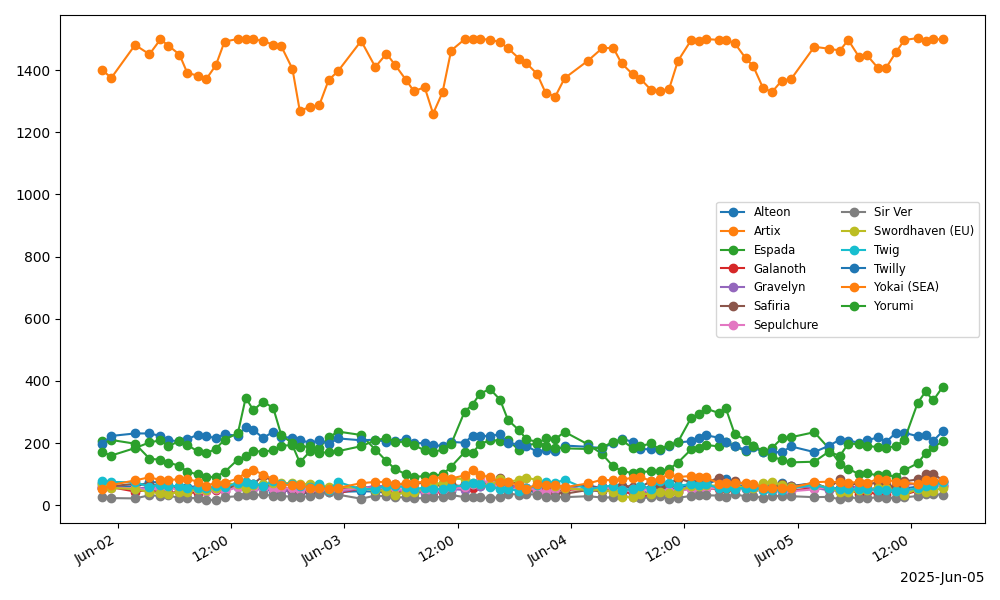 1400
1200
1000
800
600
400
200
0
Alteon
Artix
Espada
Galanoth
Gravelyn
Safiria
Sepulchure
Sir Ver
Swordhaven (EU)
Twig
Twilly
Yokai (SEA)
Yorumi
Jun-02
12:00
Jun-03
12:00
Jun-04
12:00
Jun-05
12:00
2025-Jun-05